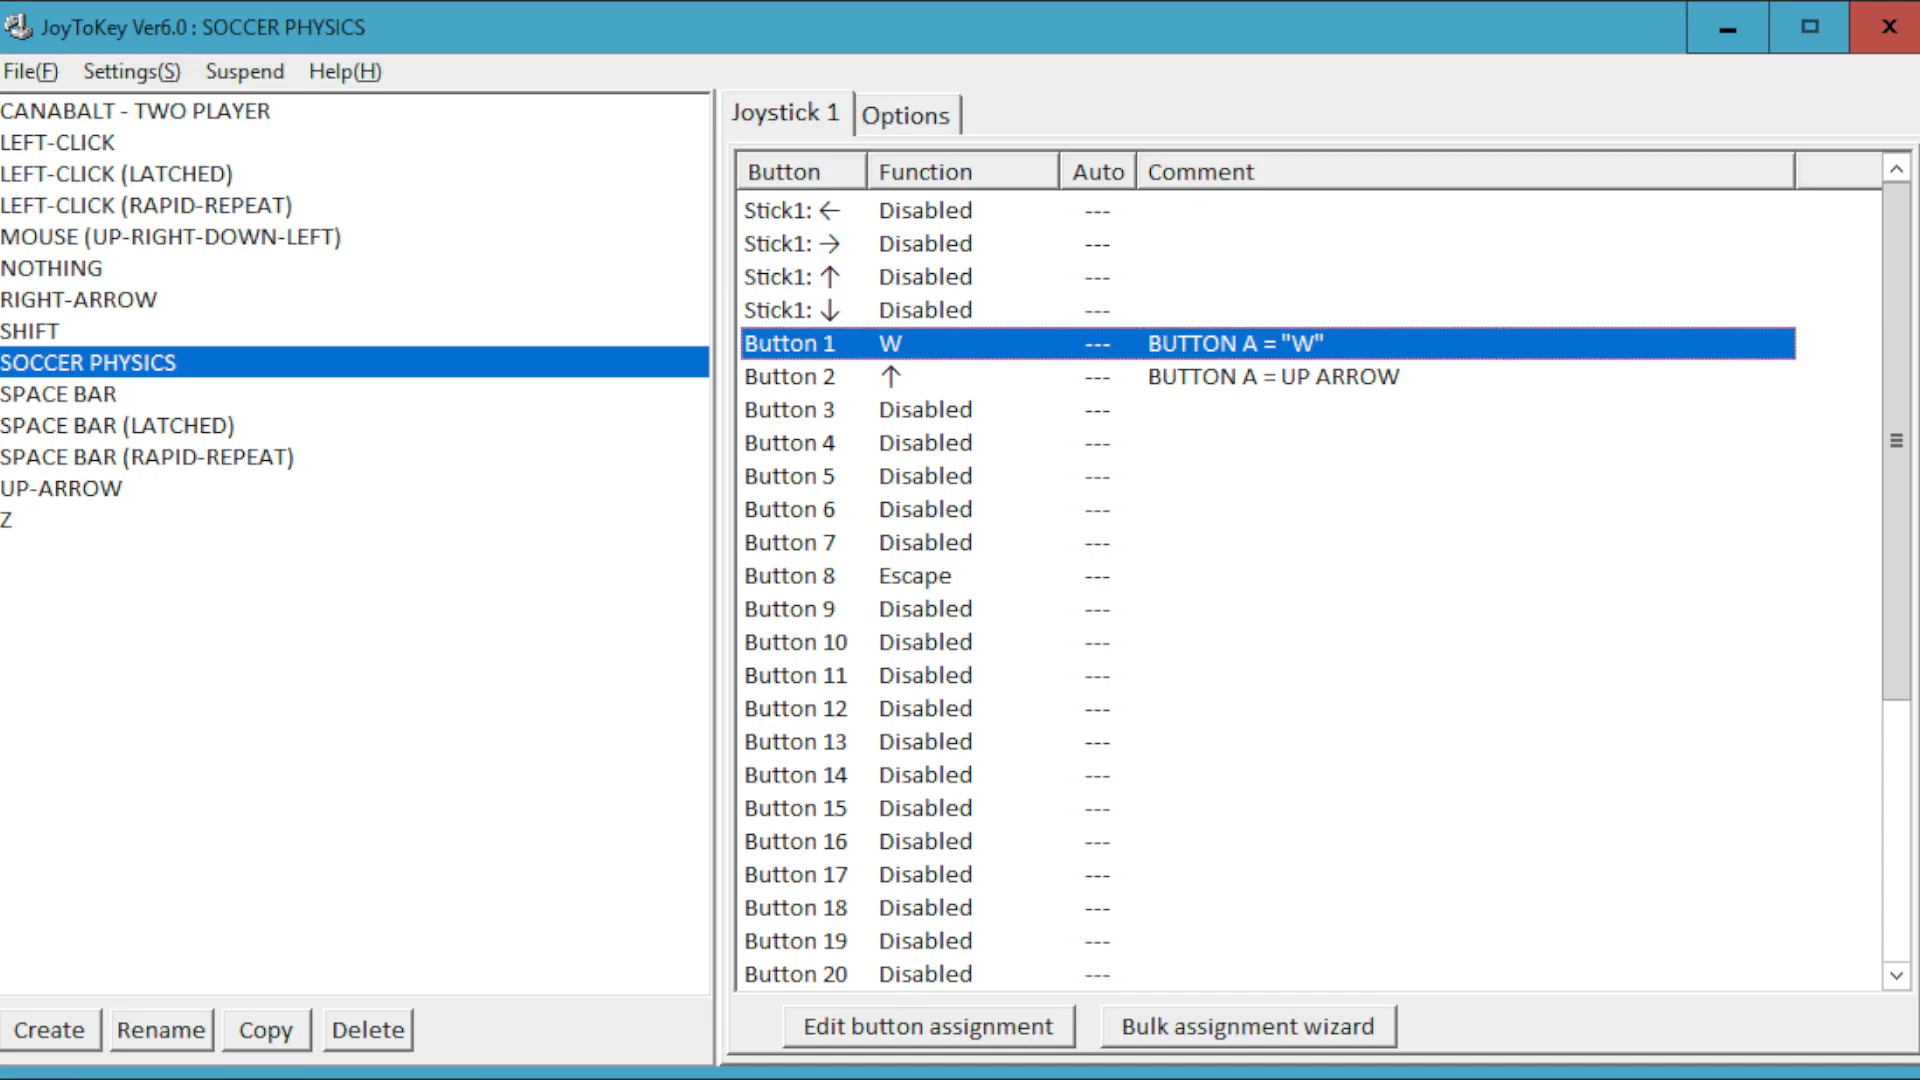 JoyToKey Ver6.0 : SOCCER PHYSICS
File(F) Settings(S) Suspend Help(H)
CANABALT - TWO PLAYER
LEFT-CLICK
LEFT-CLICK (LATCHED)
LEFT-CLICK (RAPID-REPEAT)
MOUSE (UP-RIGHT-DOWN-LEFT)
NOTHING
RIGHT-ARROW
SHIFT
SOCCER PHYSICS
SPACE BAR
SPACE BAR (LATCHED)
SPACE BAR (RAPID-REPEAT)
UP-ARROW
Z
Create Rename Copy Delete
Joystick 1 Options
Button Function Auto Comment
Stick1: ← Disabled ---
Stick1: → Disabled ---
Stick1: ↑ Disabled ---
Stick1: ↓ Disabled ---
Button 1 W --- BUTTON A = "W"
Button 2 ↑ --- BUTTON A = UP ARROW
Button 3 Disabled ---
Button 4 Disabled ---
Button 5 Disabled ---
Button 6 Disabled ---
Button 7 Disabled ---
Button 8 Escape ---
Button 9 Disabled ---
Button 10 Disabled ---
Button 11 Disabled ---
Button 12 Disabled ---
Button 13 Disabled ---
Button 14 Disabled ---
Button 15 Disabled ---
Button 16 Disabled ---
Button 17 Disabled ---
Button 18 Disabled ---
Button 19 Disabled ---
Button 20 Disabled ---
Edit button assignment Bulk assignment wizard